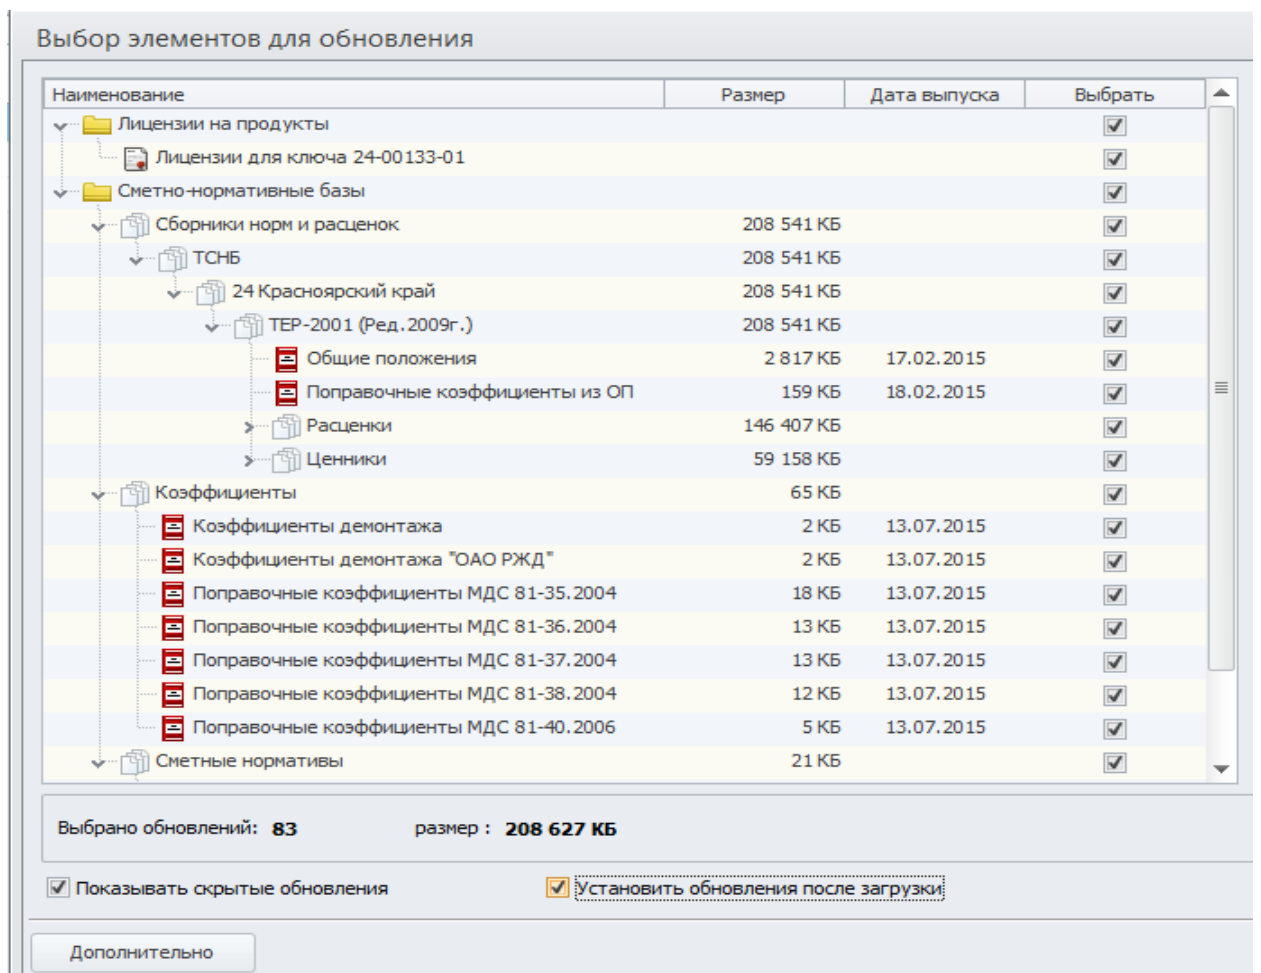 Выбор элементов для обновления
Наименование Размер Дата выпуска Выбрать
Лицензии на продукты
Лицензии для ключа 24-00133-01
Сметно-нормативные базы
Сборники норм и расценок 208 541 КБ
ТСНБ 208 541 КБ
24 Красноярский край 208 541 КБ
ТЕР-2001 (Ред.2009г.) 208 541 КБ
Общие положения 2 817 КБ 17.02.2015
Поправочные коэффициенты из ОП 159 КБ 18.02.2015
Расценки 146 407 КБ
Ценники 59 158 КБ
Коэффициенты 65 КБ
Коэффициенты демонтажа 2 КБ 13.07.2015
Коэффициенты демонтажа "ОАО РЖД" 2 КБ 13.07.2015
Поправочные коэффициенты МДС 81-35.2004 18 КБ 13.07.2015
Поправочные коэффициенты МДС 81-36.2004 13 КБ 13.07.2015
Поправочные коэффициенты МДС 81-37.2004 13 КБ 13.07.2015
Поправочные коэффициенты МДС 81-38.2004 12 КБ 13.07.2015
Поправочные коэффициенты МДС 81-40.2006 5 КБ 13.07.2015
Сметные нормативы 21 КБ
Выбрано обновлений: 83 размер : 208 627 КБ
Показывать скрытые обновления Установить обновления после загрузки
Дополнительно